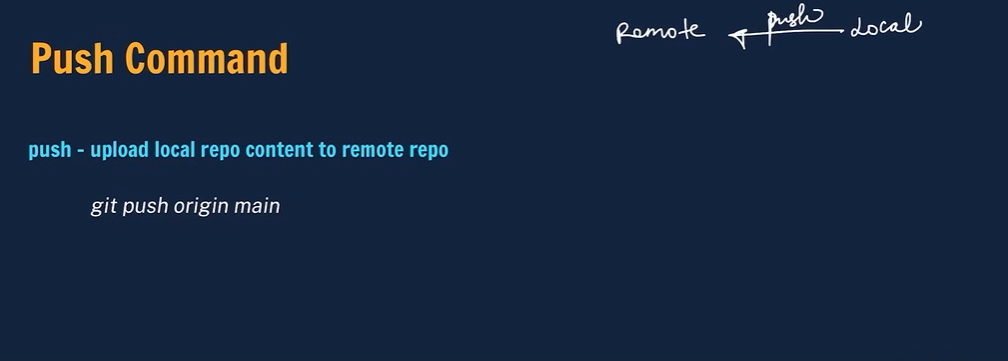 Remote push Local
Push Command
push - upload local repo content to remote repo
git push origin main